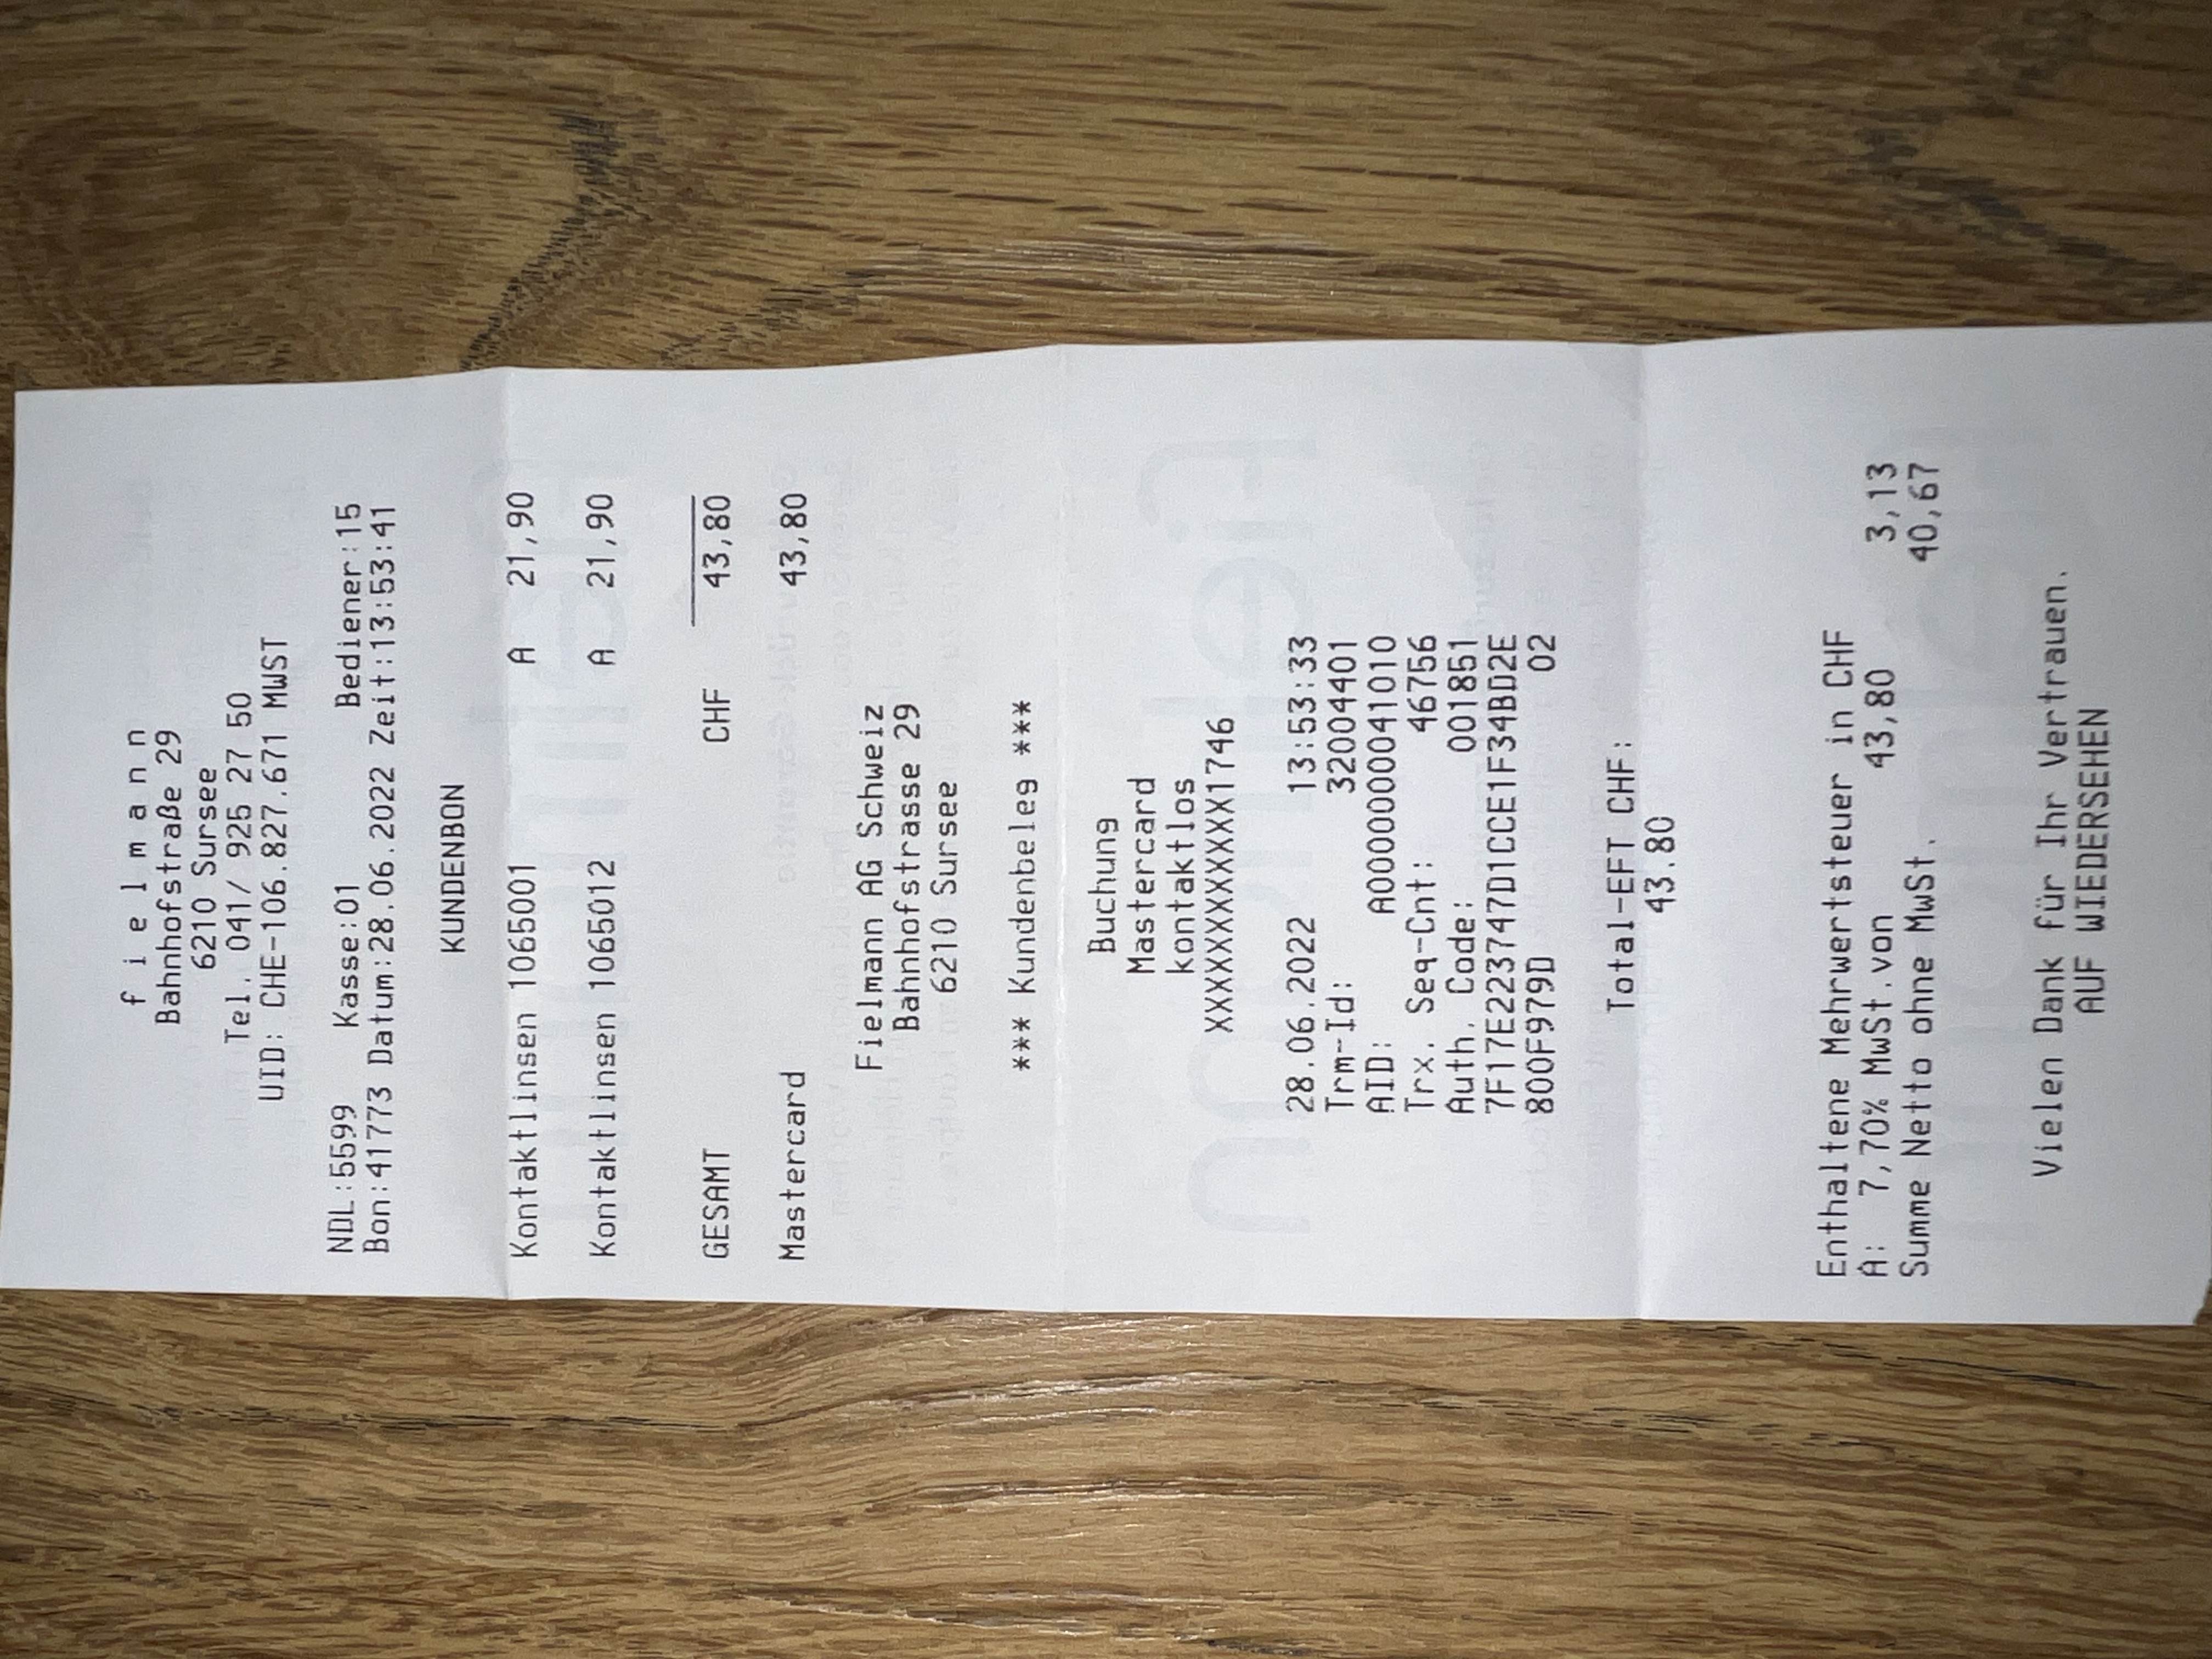 f i e l m a n n
Bahnhofstraße 29
6210 Sursee
Tel. 041/ 925 27 50
UID: CHE-106.827.671 MWST
NDL:5599 Kasse:01 Bediener:15
Bon:41773 Datum:28.06.2022 Zeit:13:53:41
KUNDENBON
Kontaktlinsen 1065001 A 21,90
Kontaktlinsen 1065012 A 21,90
GESAMT CHF 43,80
Mastercard 43,80
Fielmann AG Schweiz
Bahnhofstrasse 29
6210 Sursee
*** Kundenbeleg ***
Buchung
Mastercard
kontaktlos
XXXXXXXXXXXX1746
28.06.2022 13:53:33
Trm-Id: 32004401
AID: A0000000041010
Trx. Seq-Cnt: 46756
Auth. Code: 001851
7F17E223747D1CCE1F34BD2E
800F979D 02
Total-EFT CHF:
43.80
Enthaltene Mehrwertsteuer in CHF
A: 7,70% MwSt.von 43,80 3,13
Summe Netto ohne MwSt. 40,67
Vielen Dank für Ihr Vertrauen.
AUF WIEDERSEHEN